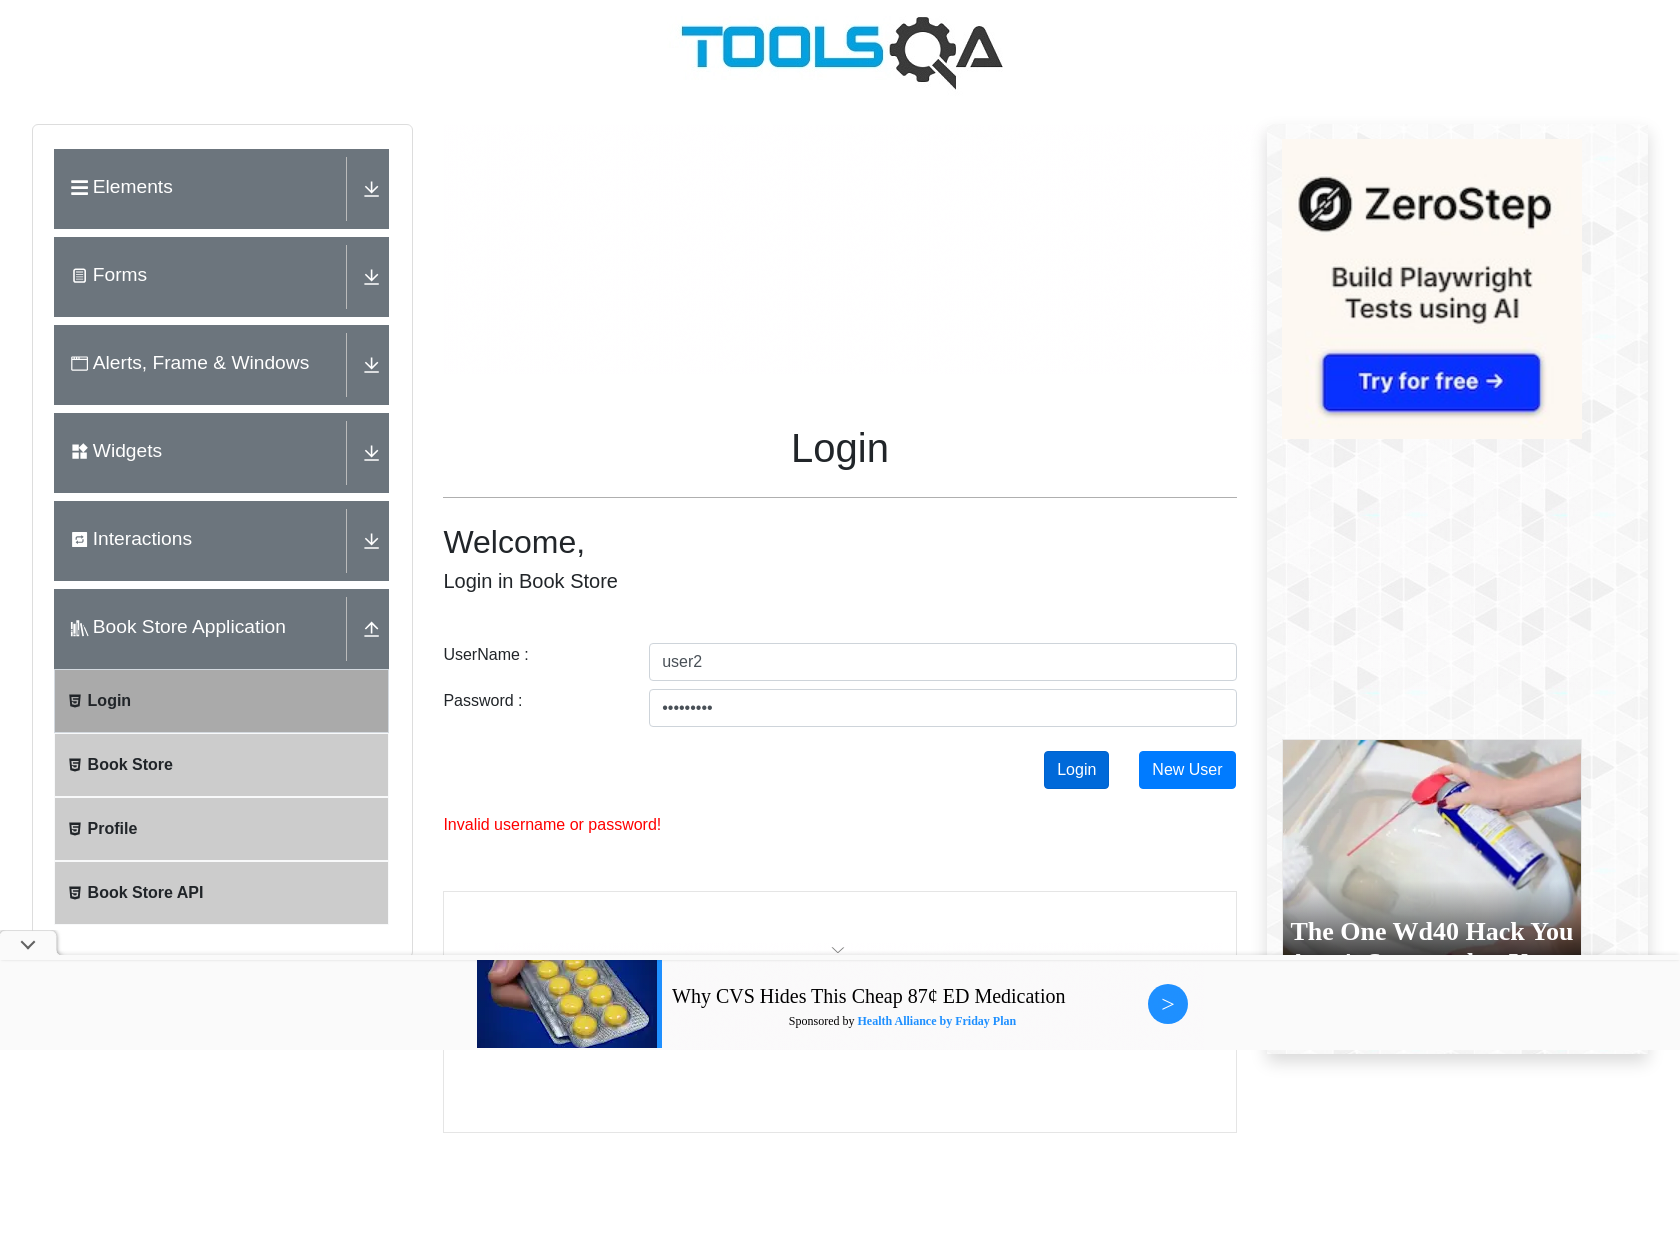 TOOLSQA
Elements
Forms
Alerts, Frame & Windows
Widgets
Interactions
Book Store Application
Login
Book Store
Profile
Book Store API
Login
Welcome,
Login in Book Store
UserName :
user2
Password :
•••••••••
Login
New User
Invalid username or password!
ZeroStep
Build Playwright
Tests using AI
Try for free →
The One Wd40 Hack You
Why CVS Hides This Cheap 87¢ ED Medication
Sponsored by Health Alliance by Friday Plan
>